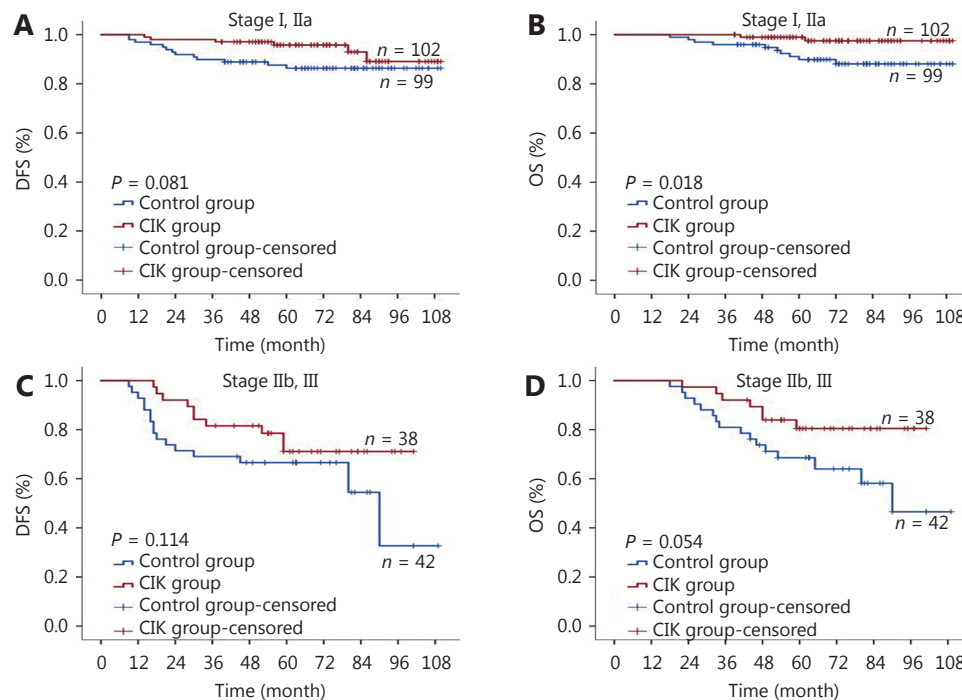 A
Stage I, IIa
1.0
0.8
0.6
0.4
0.2
0.0
DFS (%)
n = 102
n = 99
P = 0.081
Control group
CIK group
Control group-censored
CIK group-censored
0 12 24 36 48 60 72 84 96 108
Time (month)
B
Stage I, IIa
1.0
0.8
0.6
0.4
0.2
0.0
OS (%)
n = 102
n = 99
P = 0.018
Control group
CIK group
Control group-censored
CIK group-censored
0 12 24 36 48 60 72 84 96 108
Time (month)
C
Stage IIb, III
1.0
0.8
0.6
0.4
0.2
0.0
DFS (%)
n = 38
n = 42
P = 0.114
Control group
CIK group
Control group-censored
CIK group-censored
0 12 24 36 48 60 72 84 96 108
Time (month)
D
Stage IIb, III
1.0
0.8
0.6
0.4
0.2
0.0
OS (%)
n = 38
n = 42
P = 0.054
Control group
CIK group
Control group-censored
CIK group-censored
0 12 24 36 48 60 72 84 96 108
Time (month)